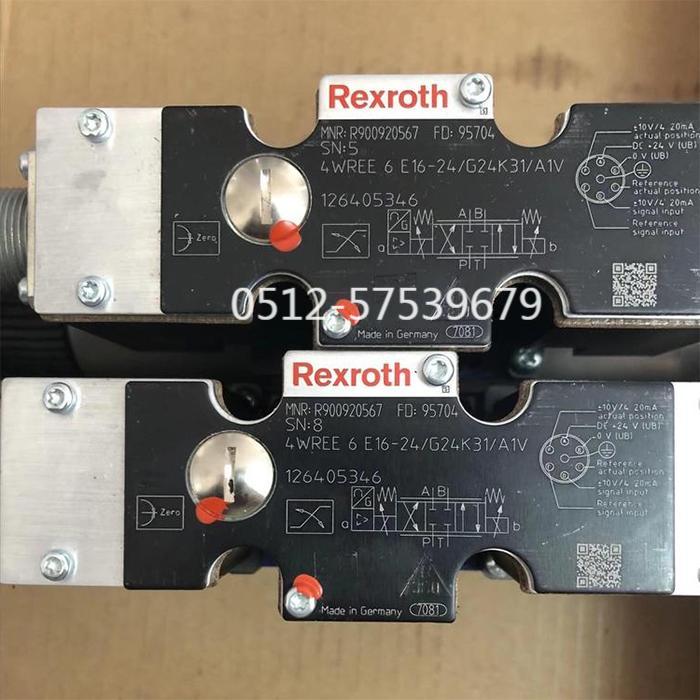 Rexroth
MNR: R900920567 FD: 95704
SN:5
4WREE 6 E16-24/G24K31/A1V
126405346
Zero
A B
a b
P T
±10V/4 20mA
actual position
DC +24 V (UB)
0 V (UB)
Reference
actual position
±10V/4 20mA
signal input
Reference
signal input
0512-57539679
Made in Germany 7081
Rexroth
MNR: R900920567 FD: 95704
SN:8
4WREE 6 E16-24/G24K31/A1V
126405346
Zero
A B
a b
P T
±10V/4 20mA
actual position
DC +24 V (UB)
0 V (UB)
Reference
actual position
±10V/4 20mA
signal input
Reference
signal input
Made in Germany 7081